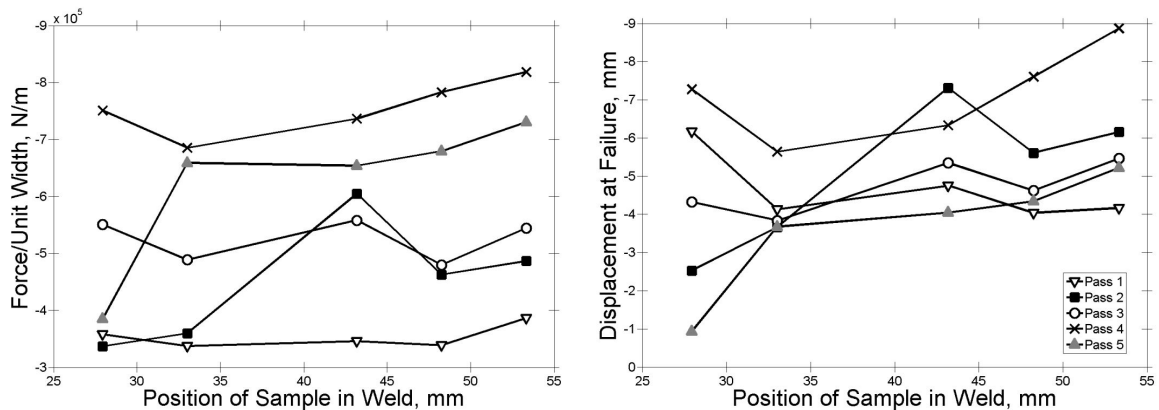 x 10⁵
-9
-8
-7
-6
-5
-4
-3
25 30 35 40 45 50 55
Force/Unit Width, N/m
Position of Sample in Weld, mm
-9
-8
-7
-6
-5
-4
-3
-2
-1
0
25 30 35 40 45 50 55
Displacement at Failure, mm
Position of Sample in Weld, mm
Pass 1
Pass 2
Pass 3
Pass 4
Pass 5